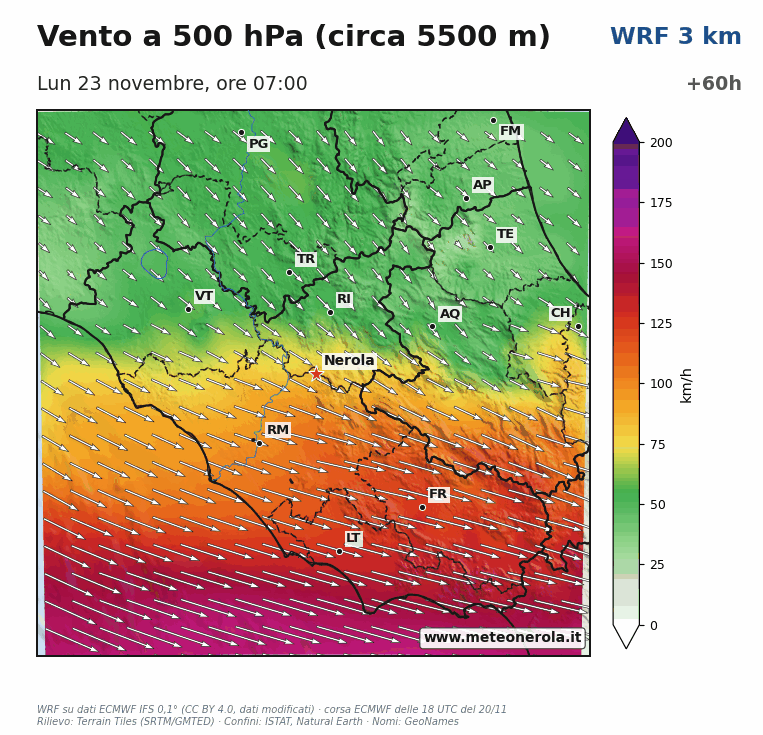 Vento a 500 hPa (circa 5500 m)
WRF 3 km
Lun 23 novembre, ore 07:00
+60h
PG
FM
AP
TE
TR
VT
RI
AQ
CH
Nerola
RM
FR
LT
www.meteonerola.it
200
175
150
125
100
75
50
25
0
km/h
WRF su dati ECMWF IFS 0,1° (CC BY 4.0, dati modificati) · corsa ECMWF delle 18 UTC del 20/11
Rilievo: Terrain Tiles (SRTM/GMTED) · Confini: ISTAT, Natural Earth · Nomi: GeoNames